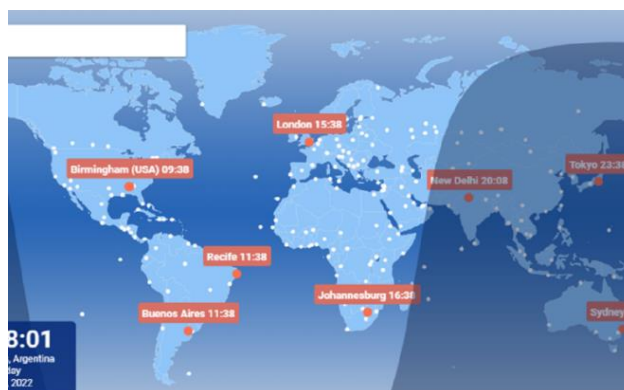 London 15:38
Birmingham (USA) 09:38
Tokyo 23:38
New Delhi 20:08
Recife 11:38
Johannesburg 16:38
Buenos Aires 11:38
Sydney
8:01
, Argentina
day
2022